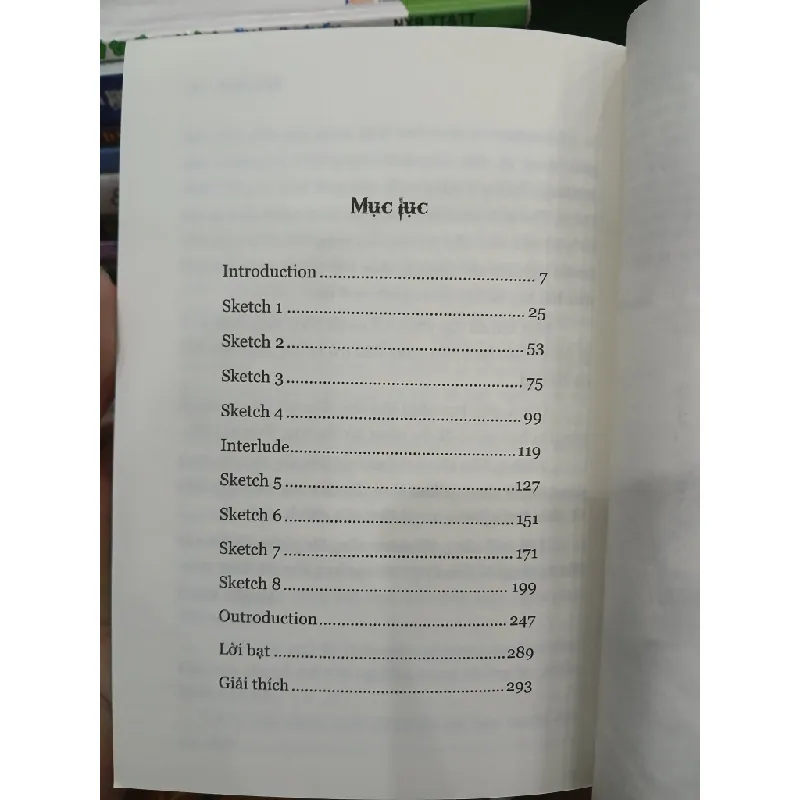 NYB TTATT
Mục lục
Introduction ........ 7
Sketch 1 ........ 25
Sketch 2 ........ 53
Sketch 3 ........ 75
Sketch 4 ........ 99
Interlude ........ 119
Sketch 5 ........ 127
Sketch 6 ........ 151
Sketch 7 ........ 171
Sketch 8 ........ 199
Outroduction ........ 247
Lời bạt ........ 289
Giải thích ........ 293